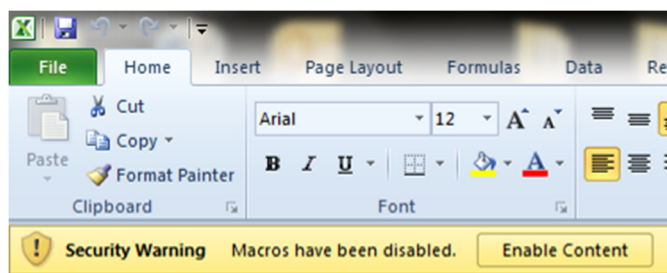 File Home Insert Page Layout Formulas Data Re
Cut
Arial 12 A A
Copy
Paste
B I U A
Format Painter
Clipboard Font
Security Warning Macros have been disabled. Enable Content